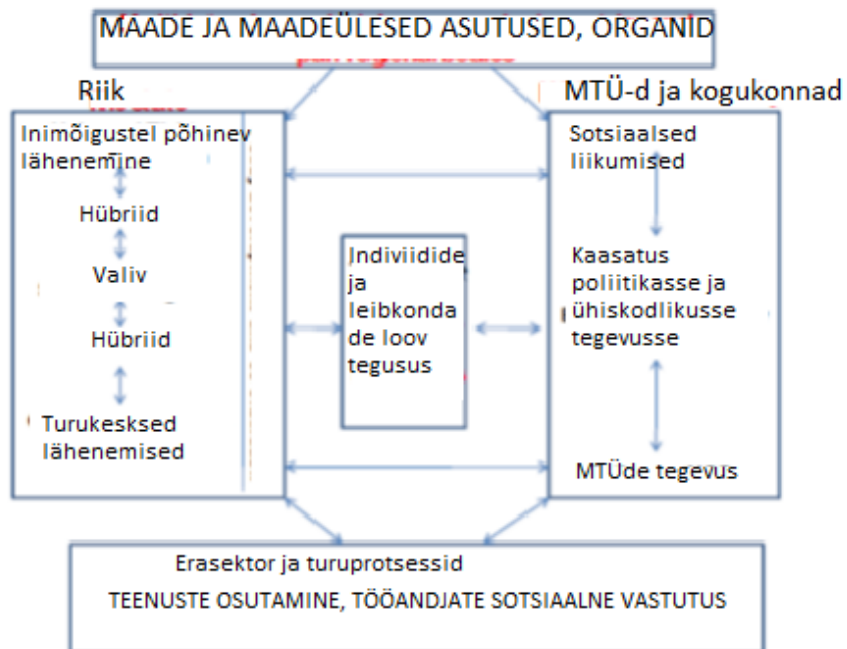 MAADE JA MAADEÜLESED ASUTUSED, ORGANID
Riik
MTÜ-d ja kogukonnad
Inimõigustel põhinev
lähenemine
Hübriid
Valiv
Hübriid
Turukesksed
lähenemised
Indiviidide
ja
leibkonda
de loov
tegusus
Sotsiaalsed
liikumised
Kaasatus
poliitikasse ja
ühiskodlikusse
tegevusse
MTÜde tegevus
Erasektor ja turuprotsessid
TEENUSTE OSUTAMINE, TÖÖANDJATE SOTSIAALNE VASTUTUS